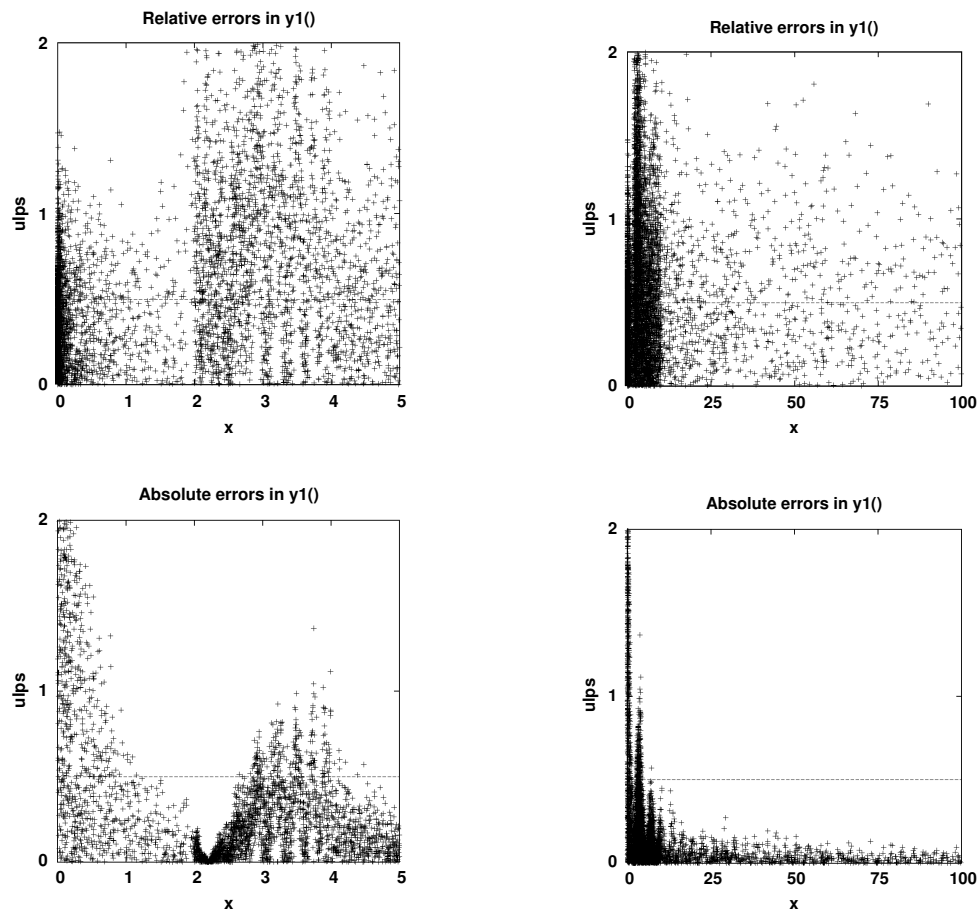 Relative errors in y1()
2
1
0
ulps
0 1 2 3 4 5
x
Relative errors in y1()
2
1
0
ulps
0 25 50 75 100
x
Absolute errors in y1()
2
1
0
ulps
0 1 2 3 4 5
x
Absolute errors in y1()
2
1
0
ulps
0 25 50 75 100
x